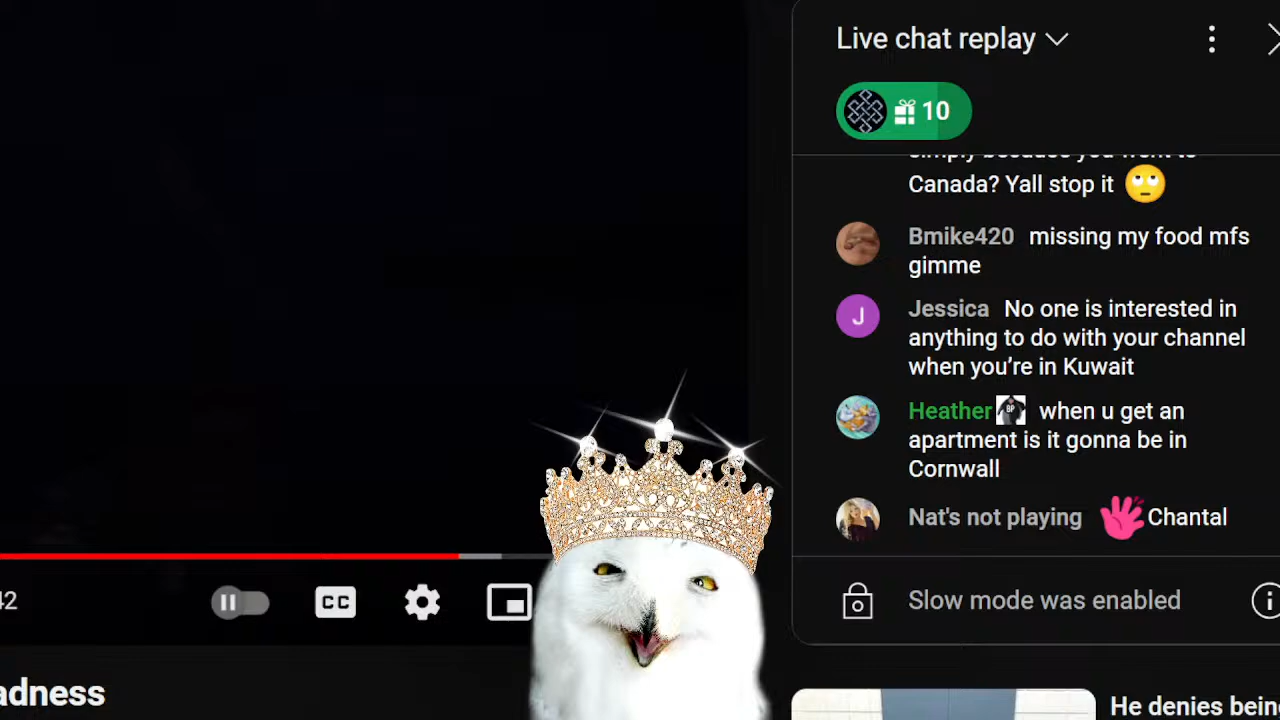 Live chat replay
10
simply because you went to
Canada? Yall stop it
Bmike420 missing my food mfs
gimme
Jessica No one is interested in
anything to do with your channel
when you're in Kuwait
Heather BP when u get an
apartment is it gonna be in
Cornwall
Nat's not playing Chantal
42
CC
Slow mode was enabled
adness
J
He denies bein